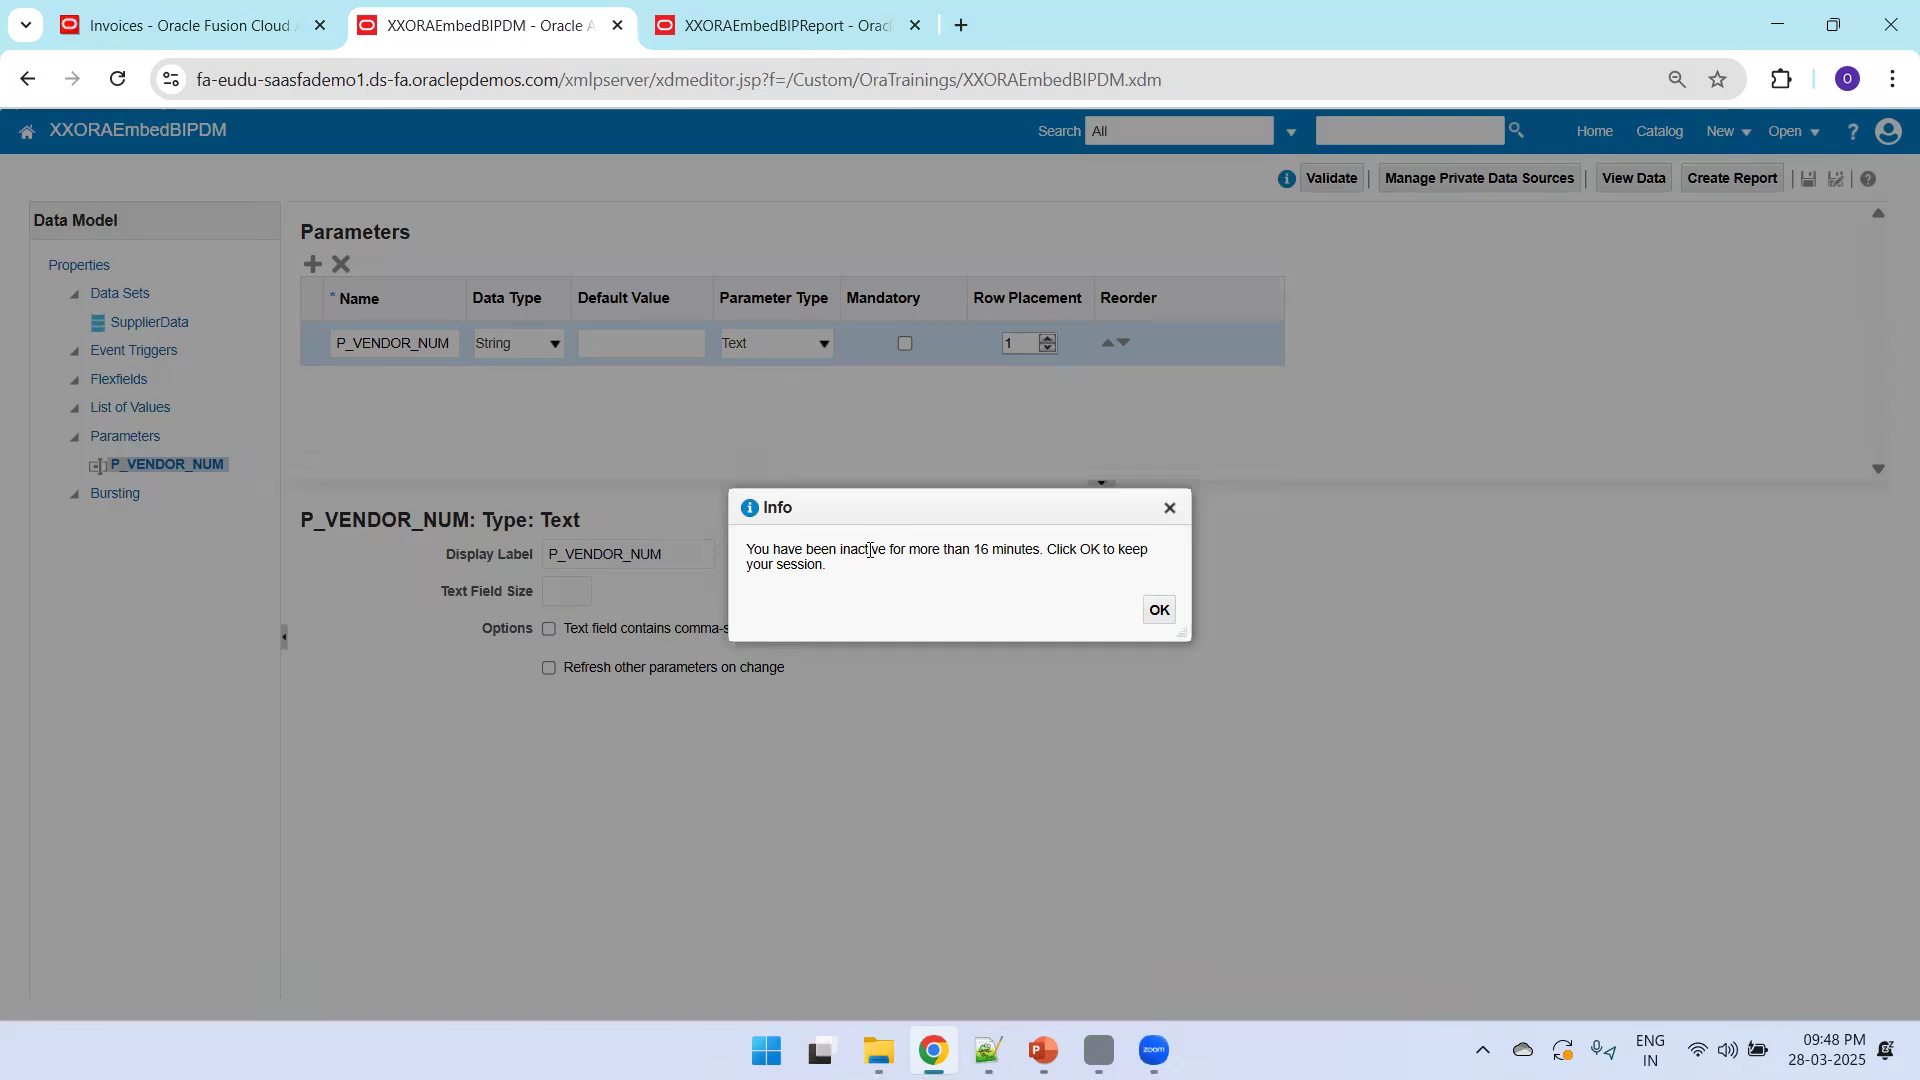 Invoices - Oracle Fusion Cloud
XXORAEmbedBIPDM - Oracle A
XXORAEmbedBIPReport - Orac
fa-eudu-saasfademo1.ds-fa.oraclepdemos.com/xmlpserver/xdmeditor.jsp?f=/Custom/OraTrainings/XXORAEmbedBIPDM.xdm
O
XXORAEmbedBIPDM
Search All
Home Catalog New Open ?
Validate | Manage Private Data Sources | View Data Create Report
Data Model
Properties
Data Sets
SupplierData
Event Triggers
Flexfields
List of Values
Parameters
P_VENDOR_NUM
Bursting
Parameters
* Name Data Type Default Value Parameter Type Mandatory Row Placement Reorder
P_VENDOR_NUM String Text 1
P_VENDOR_NUM: Type: Text
Display Label P_VENDOR_NUM
Text Field Size
Options Text field contains comma-s
Refresh other parameters on change
Info
You have been inactive for more than 16 minutes. Click OK to keep
your session.
OK
zoom
ENG
IN
09:48 PM
28-03-2025